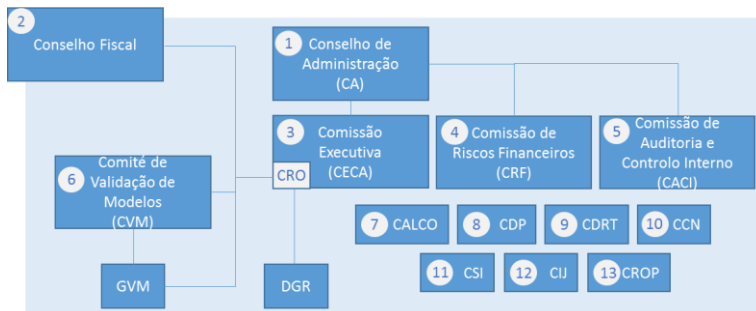 2
Conselho Fiscal
1
Conselho de
Administração
(CA)
3
Comissão
Executiva
(CECA)
CRO
4
Comissão de
Riscos Financeiros
(CRF)
5
Comissão de
Auditoria e
Controlo Interno
(CACI)
6
Comité de
Validação de
Modelos
(CVM)
7 CALCO
8 CDP
9 CDRT
10 CCN
11 CSI
12 CIJ
13 CROP
GVM
DGR